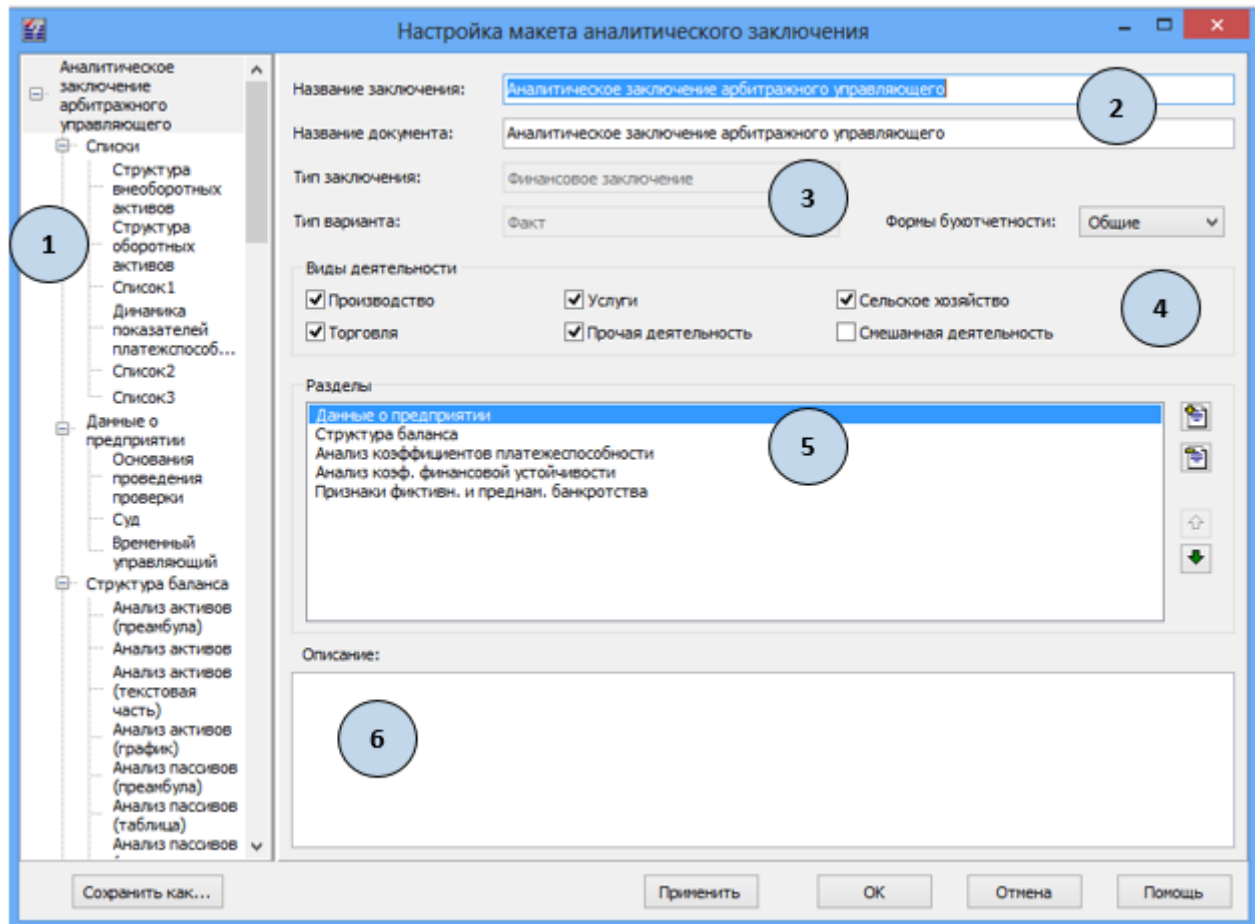 Настройка макета аналитического заключения
Аналитическое
заключение
арбитражного
управляющего
Списки
Структура
внеоборотных
активов
Структура
оборотных
активов
Список1
Динамика
показателей
платежспособ...
Список2
Список3
Данные о
предприятии
Основания
проведения
проверки
Суд
Временный
управляющий
Структура баланса
Анализ активов
(преамбула)
Анализ активов
Анализ активов
(текстовая
часть)
Анализ активов
(график)
Анализ пассивов
(преамбула)
Анализ пассивов
(таблица)
Анализ пассивов
1
Название заключения: Аналитическое заключение арбитражного управляющего
2
Название документа: Аналитическое заключение арбитражного управляющего
Тип заключения: Финансовое заключение
3
Тип варианта: Факт Формы бухотчетности: Общие
Виды деятельности
Производство Услуги Сельское хозяйство
4
Торговля Прочая деятельность Смешанная деятельность
Разделы
Данные о предприятии
Структура баланса
5
Анализ коэффициентов платежеспособности
Анализ коэф. финансовой устойчивости
Признаки фиктивн. и преднам. банкротства
Описание:
6
Сохранить как... Применить ОК Отмена Помощь